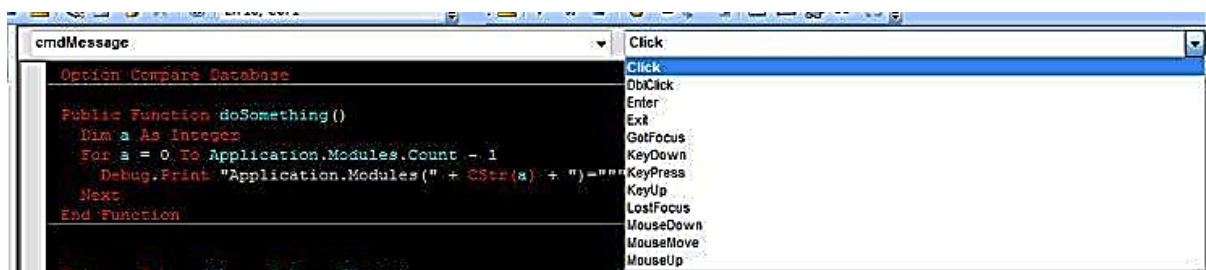 cmdMessage
Click
Option Compare Database
Public Function doSomething()
Dim a As Integer
For a = 0 To Application.Modules.Count - 1
Debug.Print "Application.Modules(" + CStr(a) + ")="""
Next
End Function
Click
DblClick
Enter
Exit
GotFocus
KeyDown
KeyPress
KeyUp
LostFocus
MouseDown
MouseMove
MouseUp